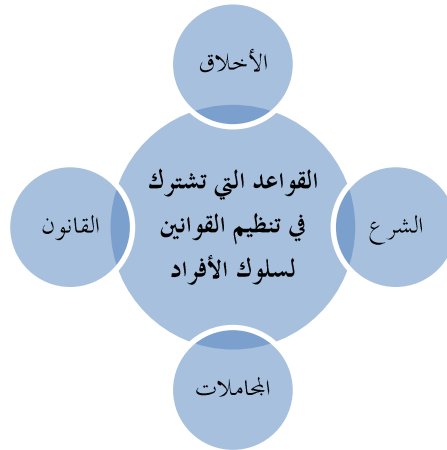 الأخلاق
القواعد التي تشترك
في تنظيم القوانين
لسلوك الأفراد
الشرع
القانون
المجاملات